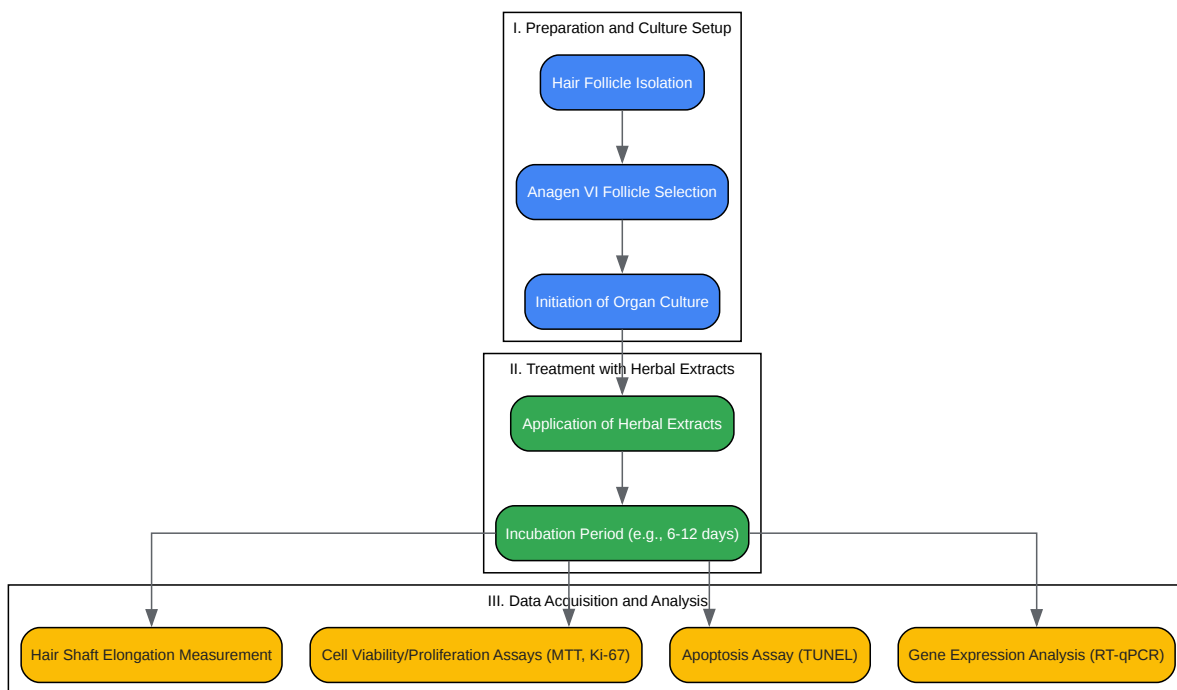 I. Preparation and Culture Setup
Hair Follicle Isolation
Anagen VI Follicle Selection
Initiation of Organ Culture
II. Treatment with Herbal Extracts
Application of Herbal Extracts
Incubation Period (e.g., 6-12 days)
III. Data Acquisition and Analysis
Hair Shaft Elongation Measurement
Cell Viability/Proliferation Assays (MTT, Ki-67)
Apoptosis Assay (TUNEL)
Gene Expression Analysis (RT-qPCR)